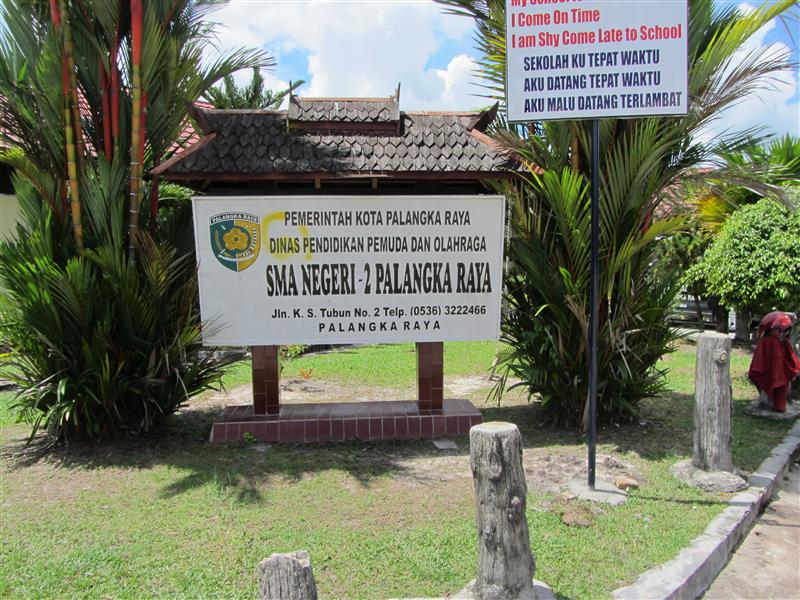 I Come On Time
I am Shy Come Late to School
SEKOLAH KU TEPAT WAKTU
AKU DATANG TEPAT WAKTU
AKU MALU DATANG TERLAMBAT
PALANGKA RAYA
PEMERINTAH KOTA PALANGKA RAYA
DINAS PENDIDIKAN PEMUDA DAN OLAHRAGA
SMA NEGERI -2 PALANGKA RAYA
Jln. K. S. Tubun No. 2 Telp. (0536) 3222466
PALANGKA RAYA